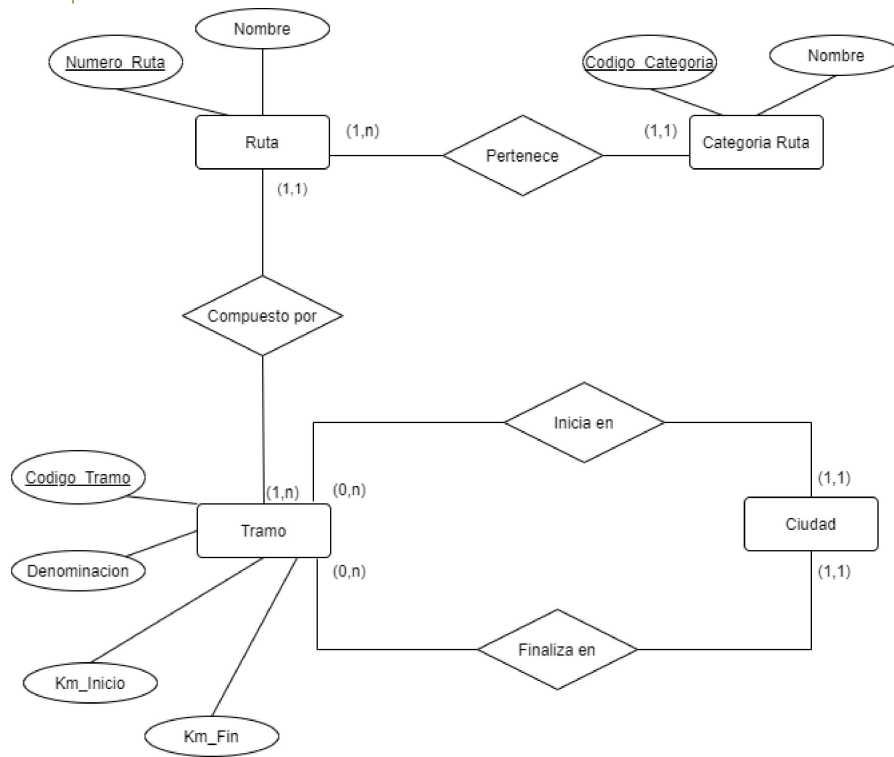 Nombre
Numero_Ruta
Codigo_Categoria
Nombre
Ruta
(1,n)
Pertenece
(1,1)
Categoria Ruta
(1,1)
Compuesto por
Inicia en
Codigo_Tramo
(1,n)
(0,n)
(1,1)
Tramo
Ciudad
Denominacion
(0,n)
(1,1)
Finaliza en
Km_Inicio
Km_Fin